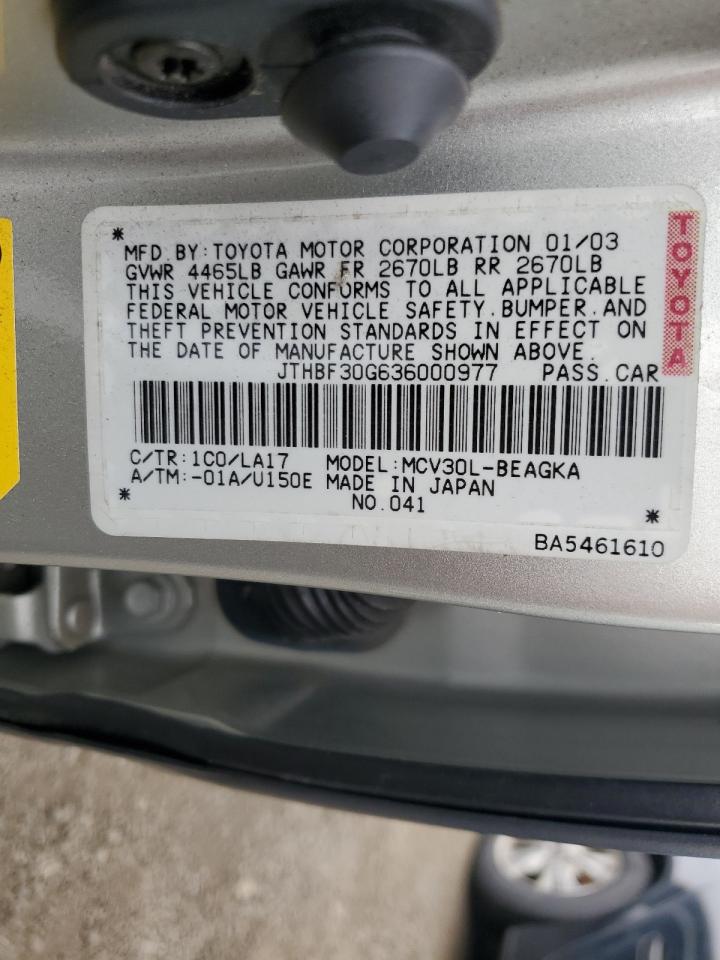 * MFD.BY:TOYOTA MOTOR CORPORATION 01/03
GVWR 4465LB GAWR FR 2670LB RR 2670LB
THIS VEHICLE CONFORMS TO ALL APPLICABLE
FEDERAL MOTOR VEHICLE SAFETY.BUMPER.AND
THEFT PREVENTION STANDARDS IN EFFECT ON
THE DATE OF MANUFACTURE SHOWN ABOVE.
JTHBF30G636000977 PASS.CAR
TOYOTA
C/TR:1C0/LA17 MODEL:MCV30L-BEAGKA
A/TM:-01A/U150E MADE IN JAPAN
* NO.041 *
BA5461610